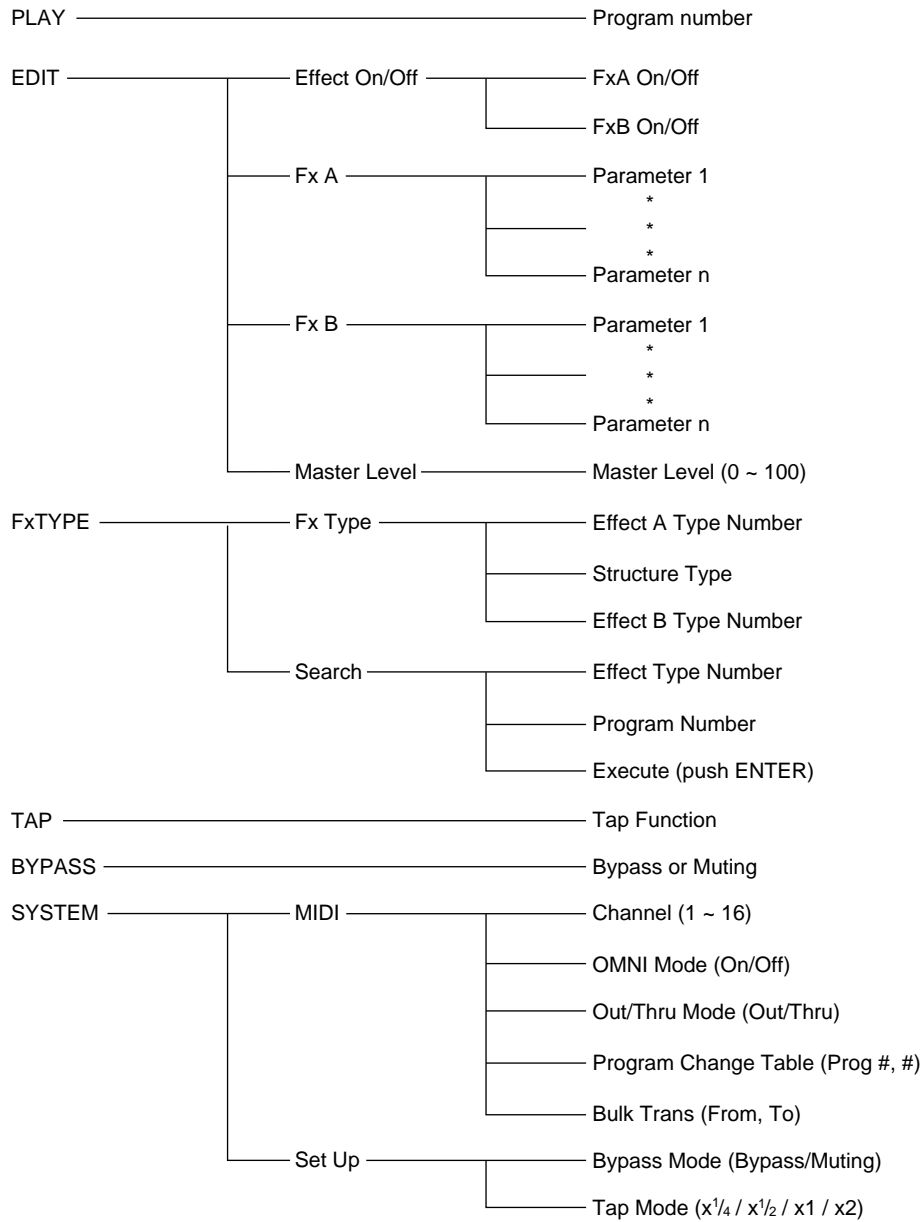 PLAY Program number
EDIT Effect On/Off FxA On/Off
FxB On/Off
Fx A Parameter 1
*
*
*
Parameter n
Fx B Parameter 1
*
*
*
Parameter n
Master Level Master Level (0 ~ 100)
FxTYPE Fx Type Effect A Type Number
Structure Type
Effect B Type Number
Search Effect Type Number
Program Number
Execute (push ENTER)
TAP Tap Function
BYPASS Bypass or Muting
SYSTEM MIDI Channel (1 ~ 16)
OMNI Mode (On/Off)
Out/Thru Mode (Out/Thru)
Program Change Table (Prog #, #)
Bulk Trans (From, To)
Set Up Bypass Mode (Bypass/Muting)
Tap Mode (x1/4 / x1/2 / x1 / x2)